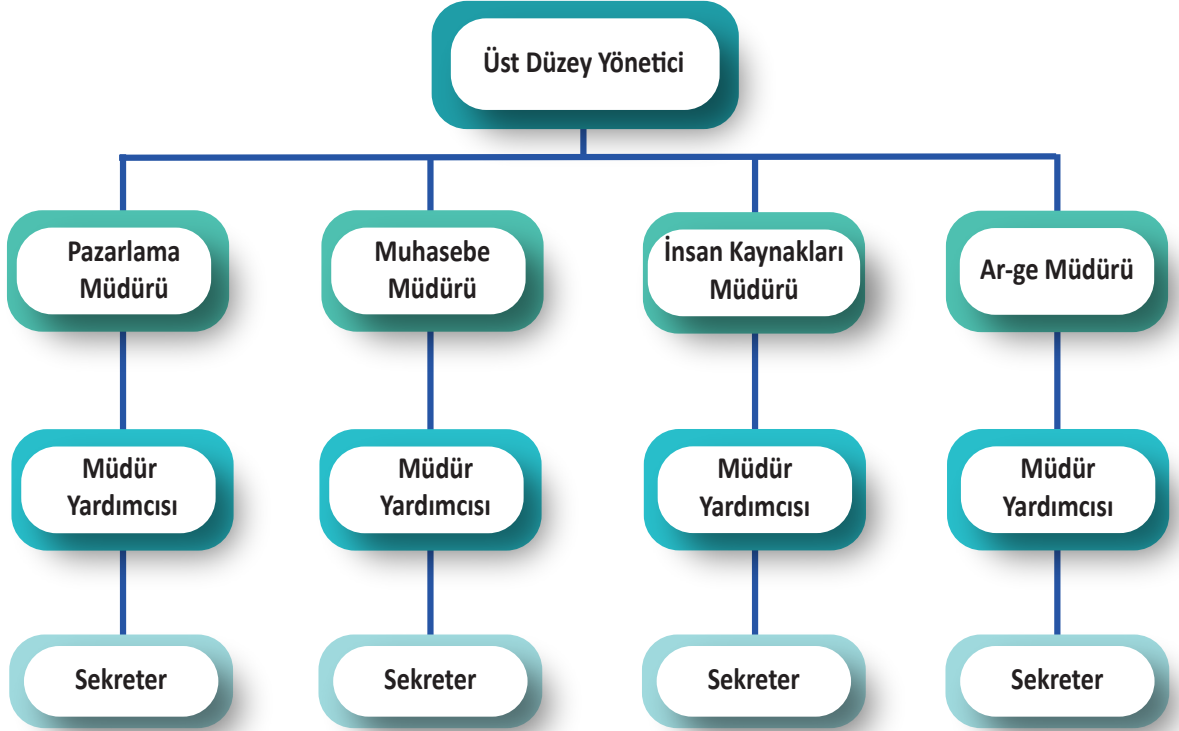 Üst Düzey Yönetici
Pazarlama
Müdürü
Muhasebe
Müdürü
İnsan Kaynakları
Müdürü
Ar-ge Müdürü
Müdür
Yardımcısı
Müdür
Yardımcısı
Müdür
Yardımcısı
Müdür
Yardımcısı
Sekreter
Sekreter
Sekreter
Sekreter